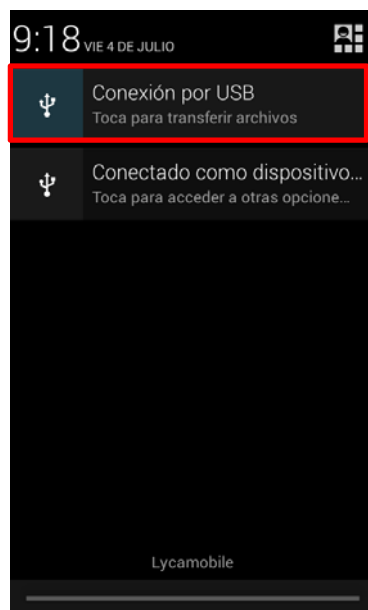 9:18 VIE 4 DE JULIO
Conexión por USB
Toca para transferir archivos
Conectado como dispositivo...
Toca para acceder a otras opcione...
Lycamobile